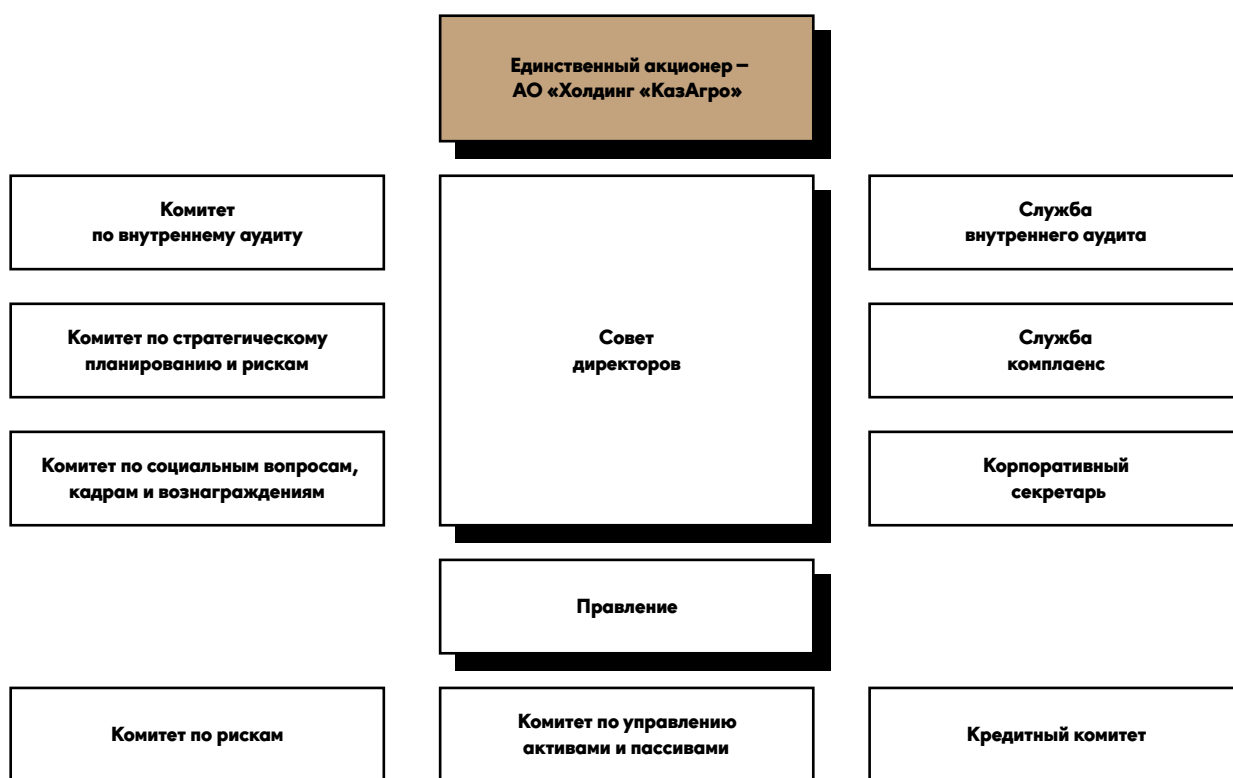 Единственный акционер –
АО «Холдинг «КазАгро»
Комитет
по внутреннему аудиту
Служба
внутреннего аудита
Комитет по стратегическому
планированию и рискам
Совет
директоров
Служба
комплаенс
Комитет по социальным вопросам,
кадрам и вознаграждениям
Корпоративный
секретарь
Правление
Комитет по рискам
Комитет по управлению
активами и пассивами
Кредитный комитет